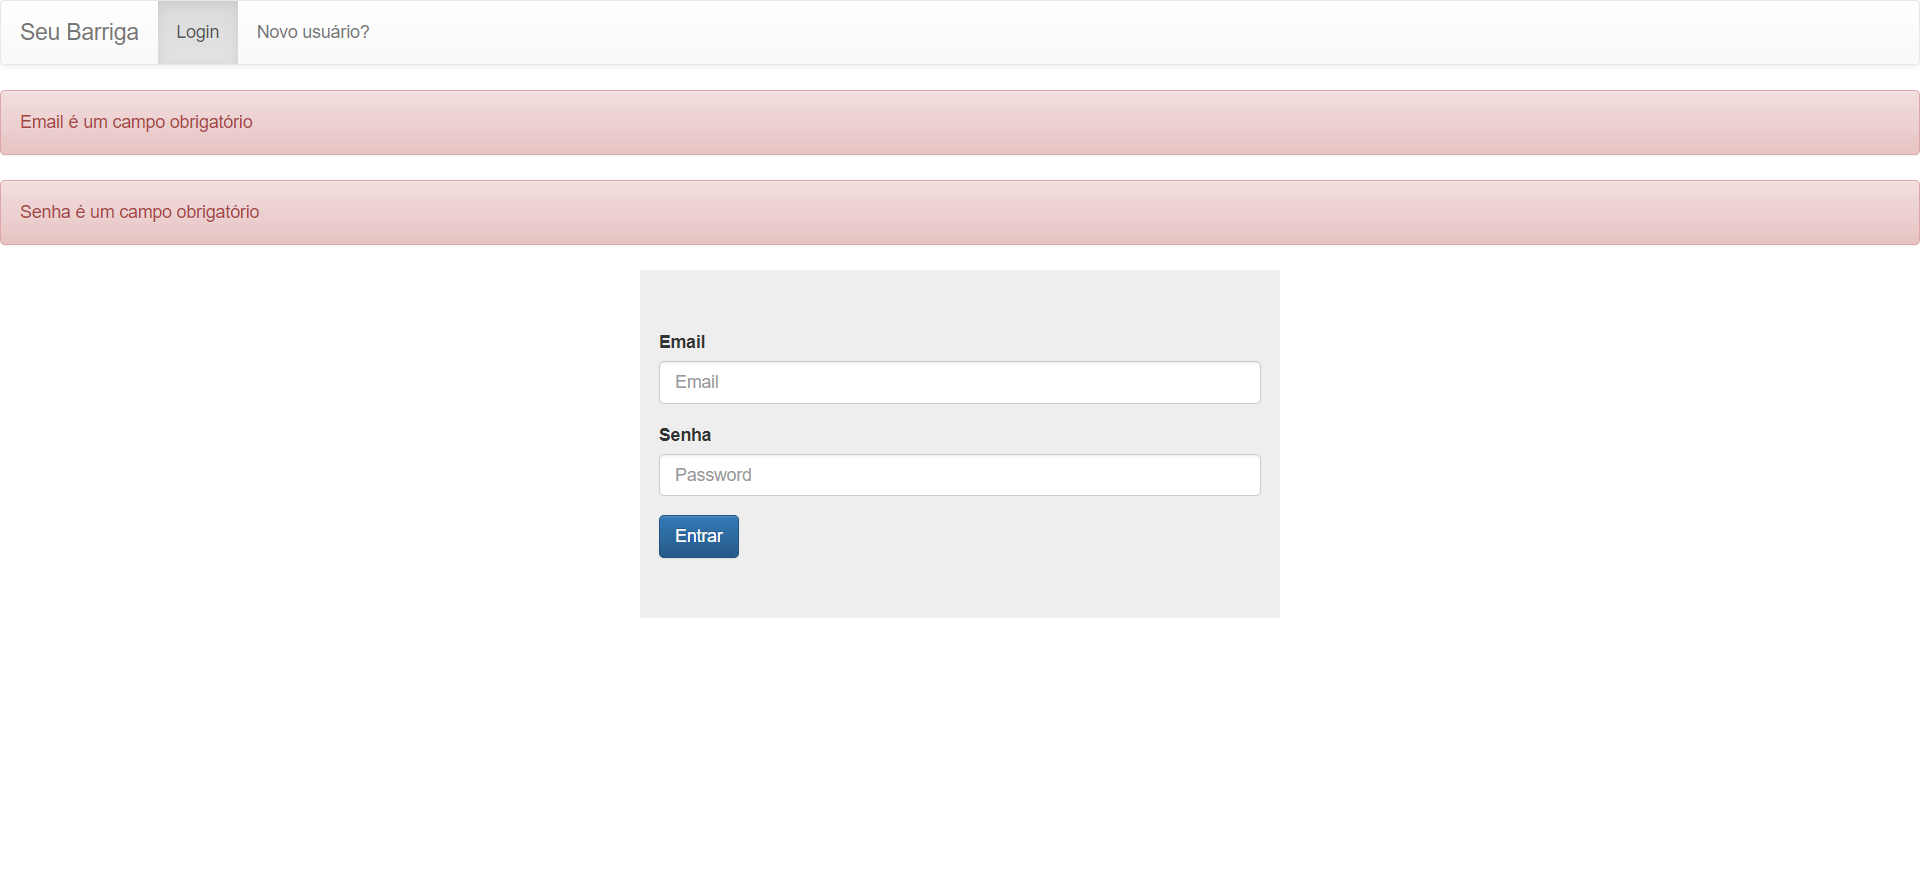 Seu Barriga Login Novo usuário?
Email é um campo obrigatório
Senha é um campo obrigatório
Email
Email
Senha
Password
Entrar